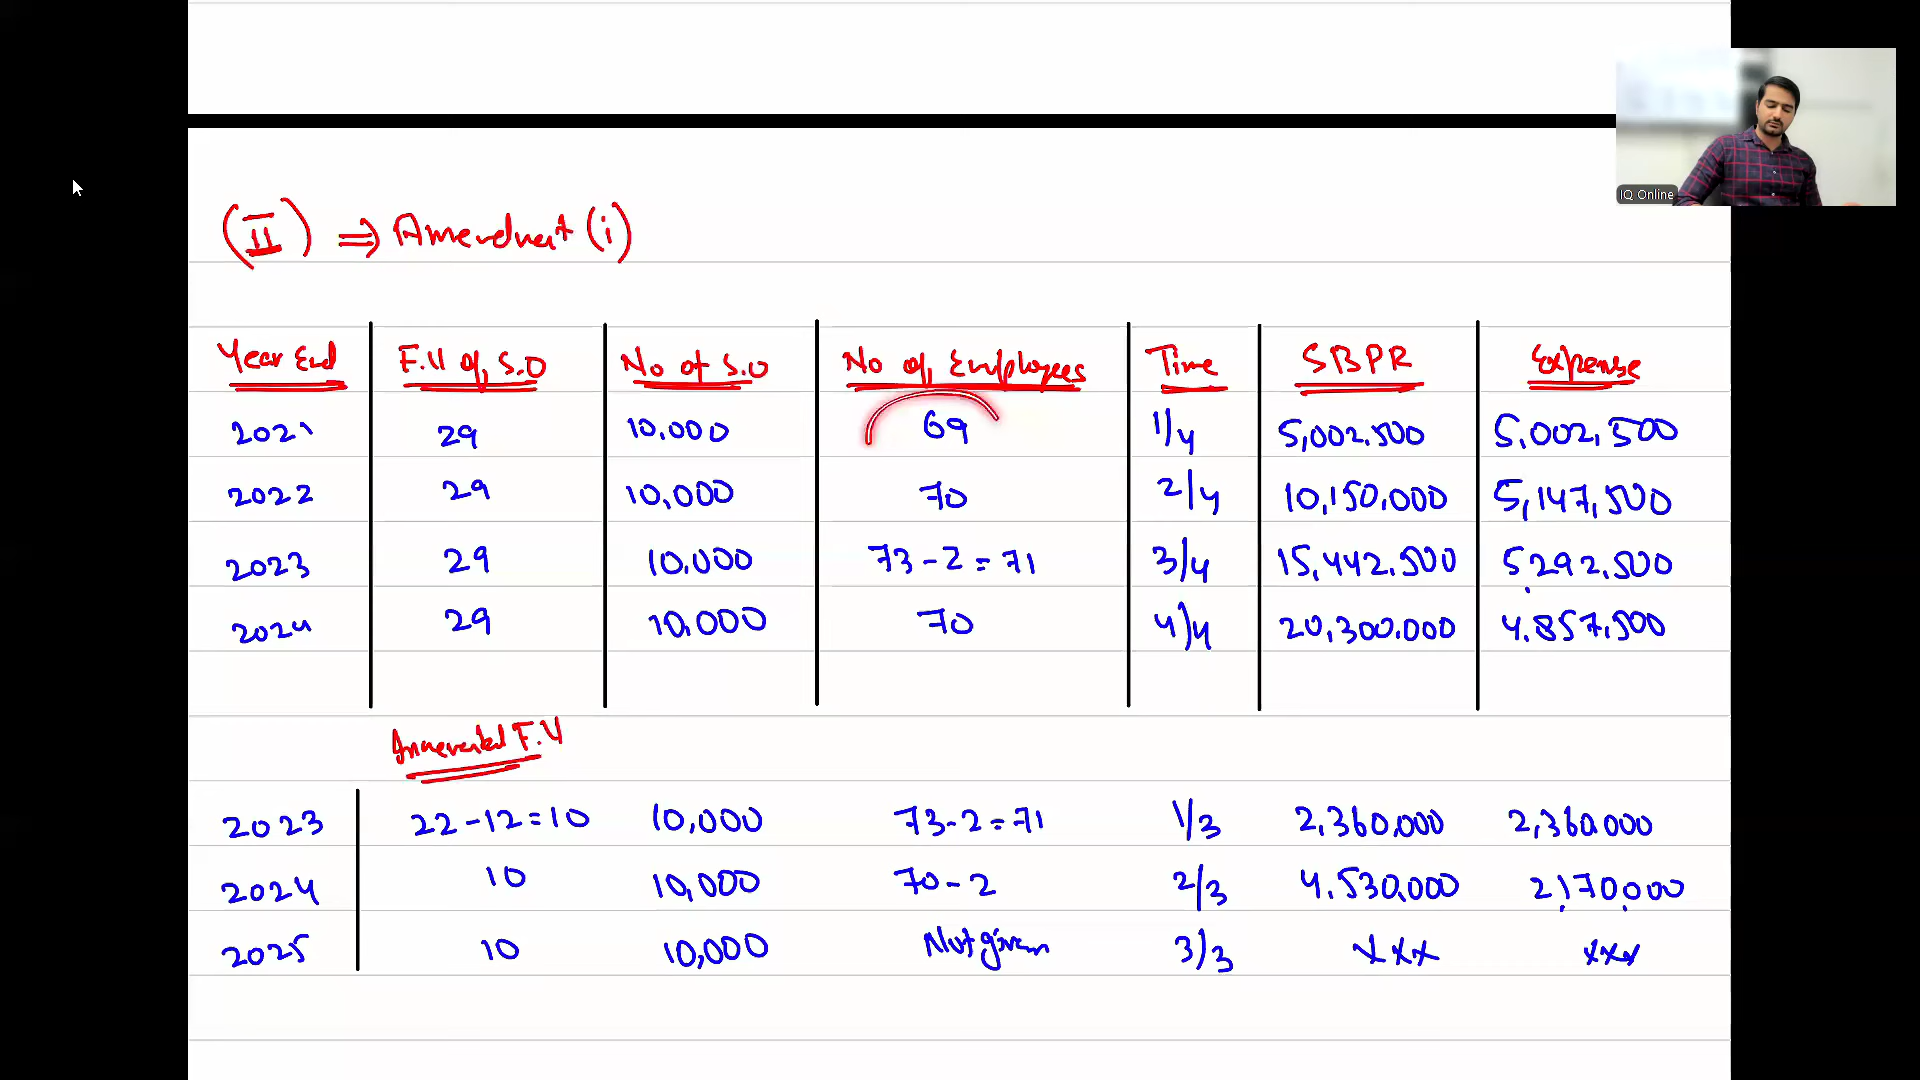 IQ Online
(II) ⇒ Amendment (i)
Year End F.V of S.O No of S.O No of Employees Time SBPR Expense
2021 29 10,000 69 1/4 5,002,500 5,002,500
2022 29 10,000 70 2/4 10,150,000 5,147,500
2023 29 10,000 73-2=71 3/4 15,442,500 5,292,500
2024 29 10,000 70 4/4 20,300,000 4,857,500
F.V
2023 22-12=10 10,000 73-2=71 1/3 2,360,000 2,360,000
2024 10 10,000 70-2 2/3 4,530,000 2,170,000
2025 10 10,000 Not given 3/3 xxx xxx